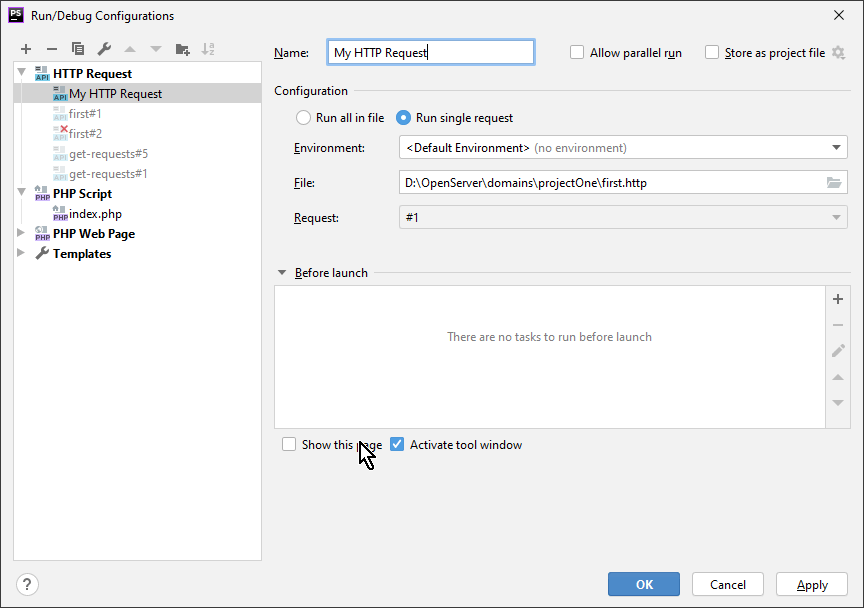 PS Run/Debug Configurations
Name: My HTTP Request Allow parallel run Store as project file
HTTP Request
API
My HTTP Request
API
first#1
API
first#2
API
get-requests#5
API
get-requests#1
API
PHP Script
PHP
index.php
PHP
PHP Web Page
PHP
Templates
Configuration
Run all in file Run single request
Environment: <Default Environment> (no environment)
File: D:\OpenServer\domains\projectOne\first.http
Request: #1
Before launch
There are no tasks to run before launch
Show this page Activate tool window
? OK Cancel Apply